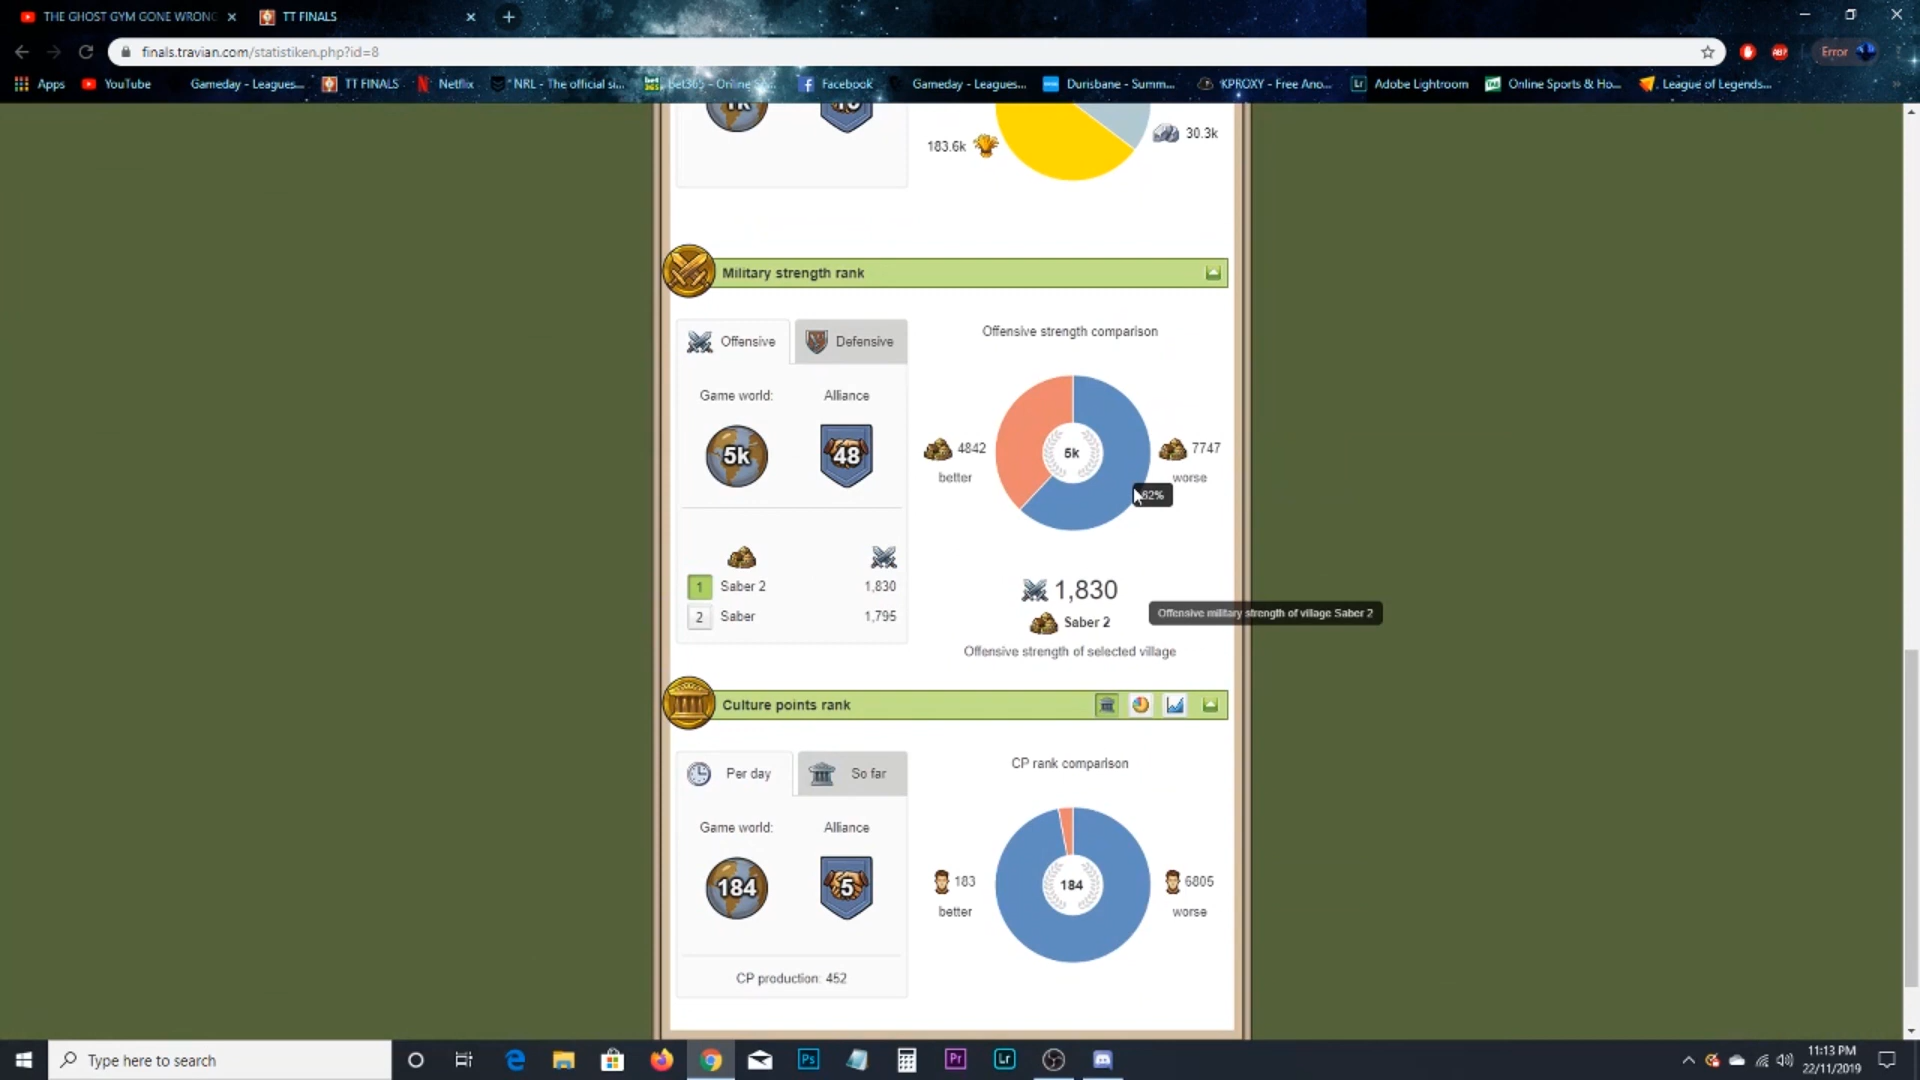 THE GHOST GYM GONE WRONG
TT FINALS
finals.travian.com/statistiken.php?id=8
Error
Apps
YouTube
Gameday - Leagues...
TT FINALS
Netflix
NRL - The official si...
bet365 - Online Sp...
Facebook
Gameday - Leagues...
Durisbane - Summ...
KPROXY - Free Ano...
Adobe Lightroom
Online Sports & Ho...
League of Legends...
183.6k
30.3k
Military strength rank
Offensive
Defensive
Offensive strength comparison
Game world:
Alliance
5k
48
4842
better
5k
7747
worse
62%
1 Saber 2 1,830
2 Saber 1,795
1,830
Saber 2
Offensive military strength of village Saber 2
Offensive strength of selected village
Culture points rank
Per day
So far
CP rank comparison
Game world:
Alliance
184
5
183
better
184
6805
worse
CP production: 452
Type here to search
11:13 PM
22/11/2019